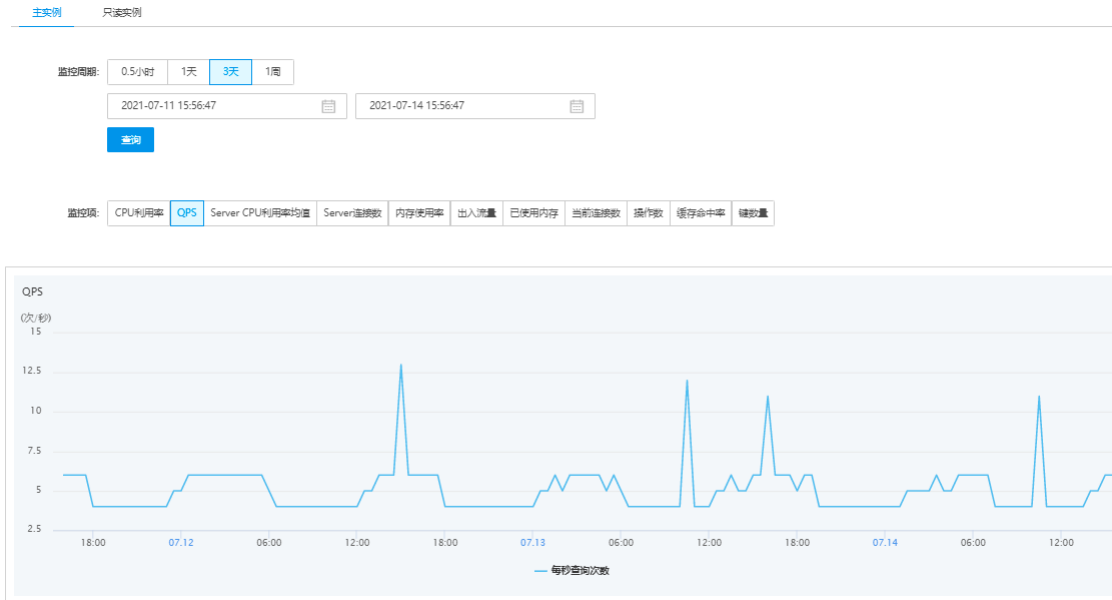 主实例 只读实例
监控周期: 0.5小时 1天 3天 1周
2021-07-11 15:56:47 2021-07-14 15:56:47
查询
监控项: CPU利用率 QPS Server CPU利用率均值 Server连接数 内存使用率 出入流量 已使用内存 当前连接数 操作数 缓存命中率 键数量
QPS
(次/秒)
15
12.5
10
7.5
5
2.5
18:00 07.12 06:00 12:00 18:00 07.13 06:00 12:00 18:00 07.14 06:00 12:00
每秒查询次数